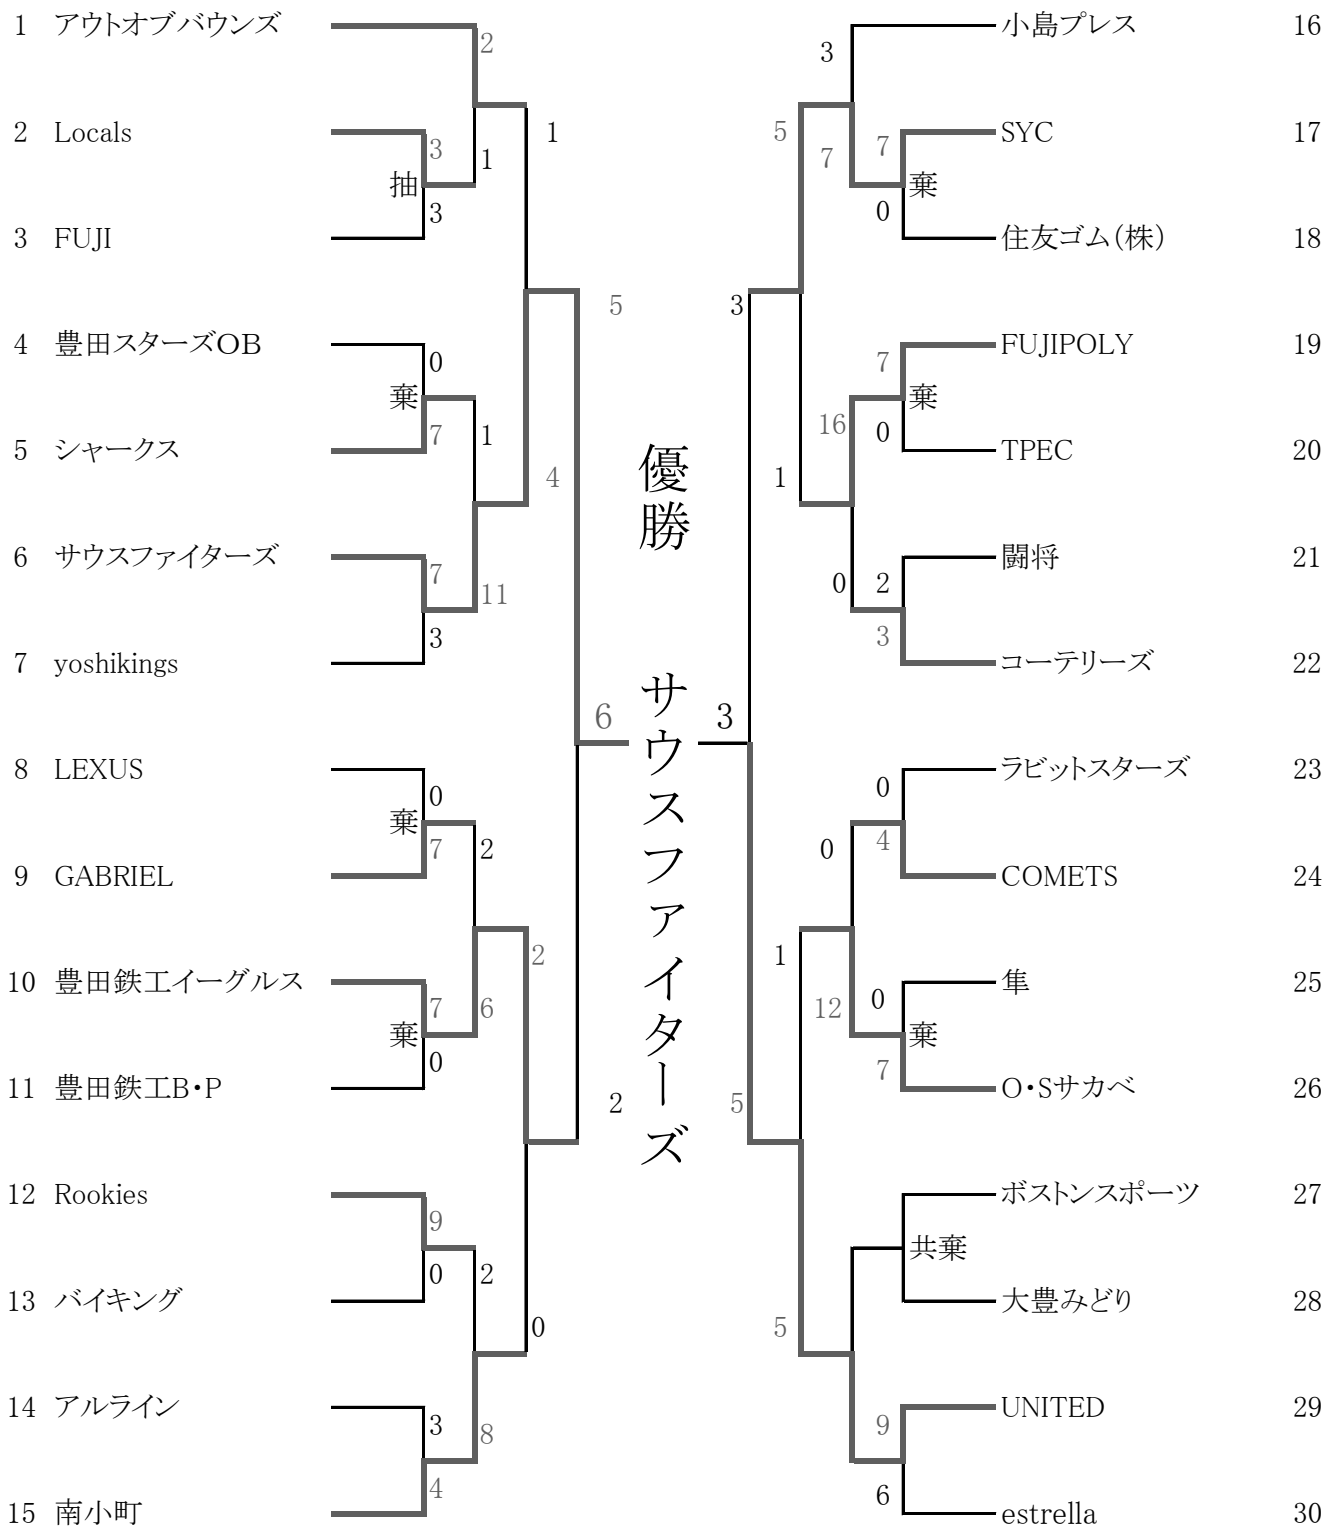 1 アウトオブバウンズ
2
3
小島プレス 16
2 Locals
3
1
1
抽
3
5
7
7
SYC 17
棄
0
3 FUJI
住友ゴム(株) 18
5
3
4 豊田スターズOB
0
棄
7
FUJIPOLY 19
棄
5 シャークス
7
1
4
優勝
1
16
0
TPEC 20
6 サウスファイターズ
7
11
3
0
2
闘将 21
3
7 yoshikings
コーテリーズ 22
6
サウスファイターズ
3
8 LEXUS
0
棄
7
2
ラビットスターズ 23
0
0
4
9 GABRIEL
COMETS 24
2
1
10 豊田鉄工イーグルス
7
6
棄
0
12
0
隼 25
棄
7
11 豊田鉄工B・P
2
5
O・Sサカベ 26
12 Rookies
9
0
2
ボストンスポーツ 27
共棄
13 バイキング
0
5
大豊みどり 28
14 アルライン
3
8
4
9
UNITED 29
6
15 南小町
estrella 30